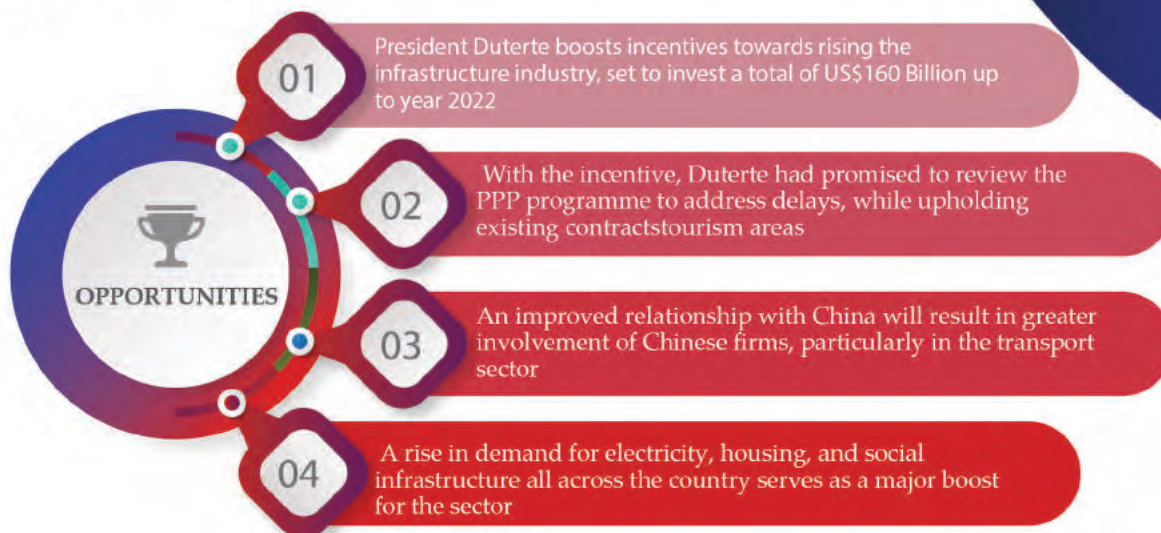 OPPORTUNITIES
01
President Duterte boosts incentives towards rising the
infrastructure industry, set to invest a total of US$160 Billion up
to year 2022
02
With the incentive, Duterte had promised to review the
PPP programme to address delays, while upholding
existing contractstourism areas
03
An improved relationship with China will result in greater
involvement of Chinese firms, particularly in the transport
sector
04
A rise in demand for electricity, housing, and social
infrastructure all across the country serves as a major boost
for the sector